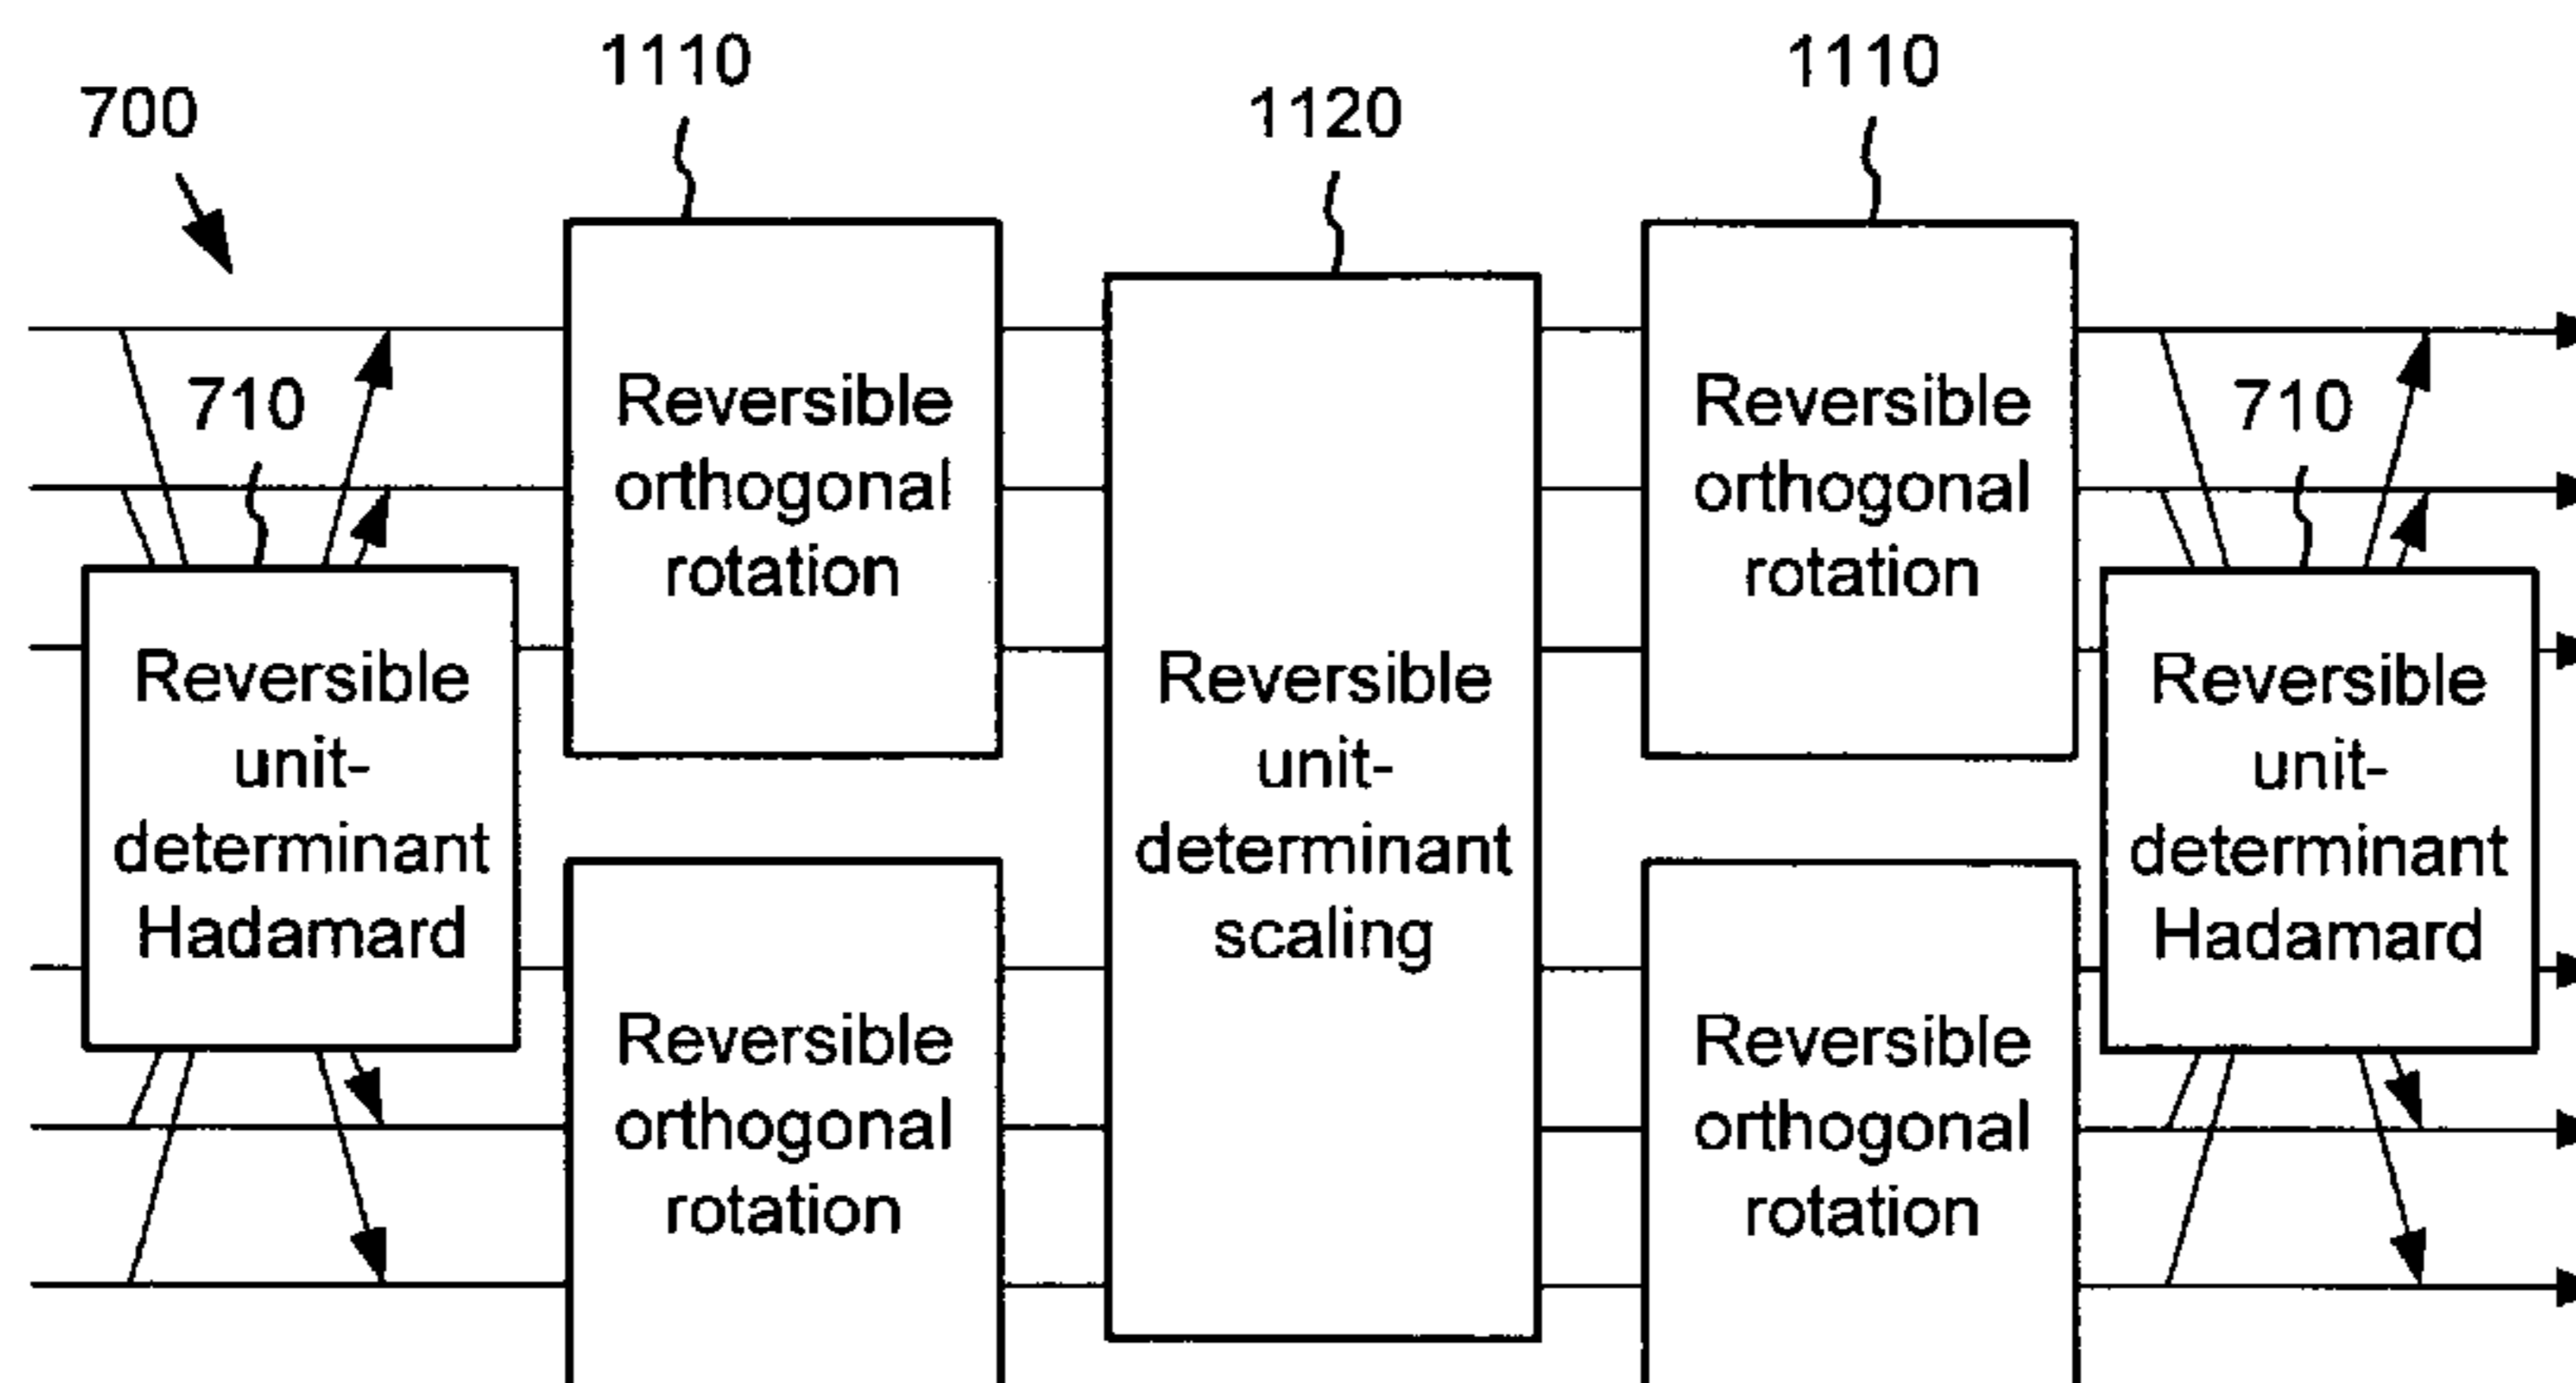 1110
1110
700
1120
710
710
Reversible
orthogonal
rotation
Reversible
orthogonal
rotation
Reversible
unit-
determinant
Hadamard
Reversible
unit-
determinant
scaling
Reversible
unit-
determinant
Hadamard
Reversible
orthogonal
rotation
Reversible
orthogonal
rotation